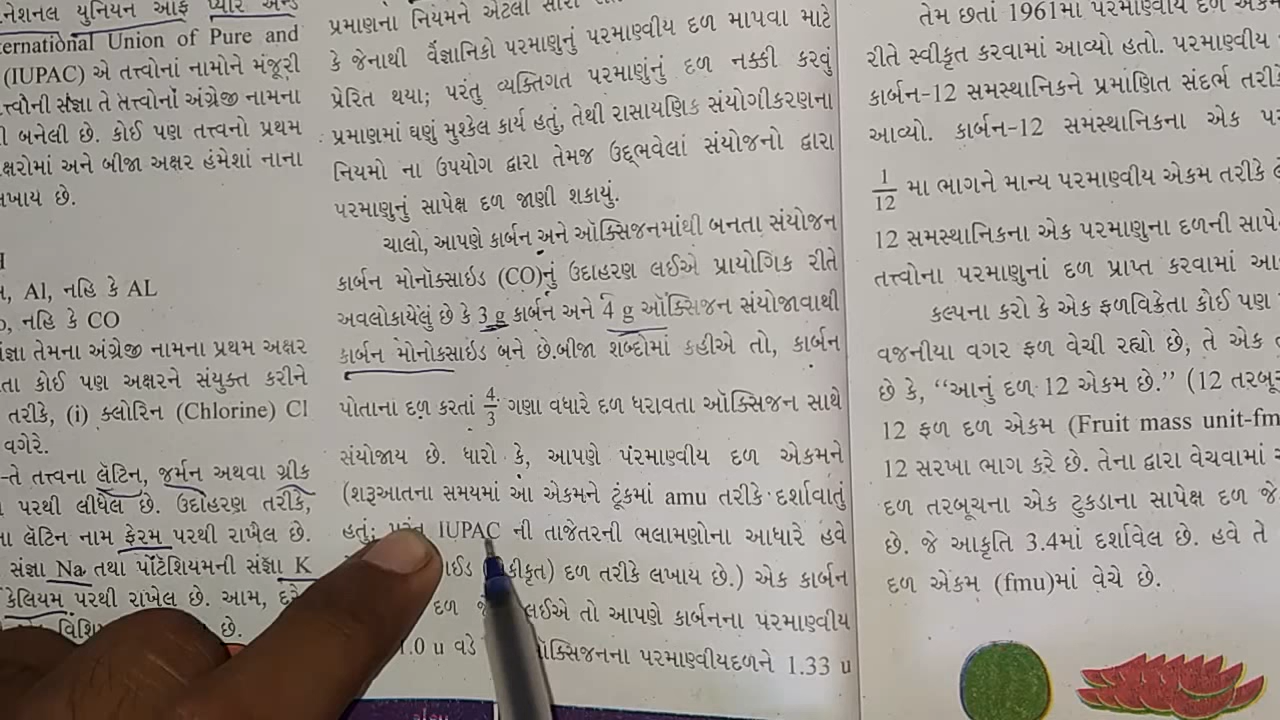 નેશનલ યુનિયન ઑફ પ્યોર અન્ડ
ternational Union of Pure and
(IUPAC) એ તત્ત્વોનાં નામોને મંજૂરી
ત્ત્વોની સંજ્ઞા તે તત્ત્વોનાં અંગ્રેજી નામના
ી બનેલી છે. કોઈ પણ તત્ત્વનો પ્રથમ
ક્ષરોમાં અને બીજા અક્ષર હંમેશાં નાના
ખાય છે.
, Al, નહિ કે AL
, નહિ કે CO
જ્ઞા તેમના અંગ્રેજી નામના પ્રથમ અક્ષર
તા કોઈ પણ અક્ષરને સંયુક્ત કરીને
તરીકે, (i) ક્લોરિન (Chlorine) Cl
વગેરે.
તે તત્ત્વના લૅટિન, જર્મન અથવા ગ્રીક
પરથી લીધેલ છે. ઉદાહરણ તરીકે,
ના લૅટિન નામ ફેરમ પરથી રાખેલ છે.
સંજ્ઞા Na તથા પોટેશિયમની સંજ્ઞા K
કેલિયમ પરથી રાખેલ છે. આમ, દરે
વિશિ છે.
પ્રમાણના નિયમને એટલા સારી
કે જેનાથી વૈજ્ઞાનિકો પરમાણુનું પરમાણ્વીય દળ માપવા માટે
પ્રેરિત થયા; પરંતુ વ્યક્તિગત પરમાણુંનું દળ નક્કી કરવું
પ્રમાણમાં ઘણું મુશ્કેલ કાર્ય હતું, તેથી રાસાયણિક સંયોગીકરણના
નિયમો ના ઉપયોગ દ્વારા તેમજ ઉદ્ભવેલાં સંયોજનો દ્વારા
પરમાણુનું સાપેક્ષ દળ જાણી શકાયું.
ચાલો, આપણે કાર્બન અને ઑક્સિજનમાંથી બનતા સંયોજન
કાર્બન મોનૉક્સાઇડ (CO)નું ઉદાહરણ લઈએ પ્રાયોગિક રીતે
અવલોકાયેલું છે કે 3 g કાર્બન અને 4 g ઑક્સિજન સંયોજાવાથી
કાર્બન મોનોકસાઇડ બને છે.બીજા શબ્દોમાં કહીએ તો, કાર્બન
પોતાના દળ કરતાં 4/3 ગણા વધારે દળ ધરાવતા ઑક્સિજન સાથે
સંયોજાય છે. ધારો કે, આપણે પરમાણ્વીય દળ એકમને
(શરૂઆતના સમયમાં આ એકમને ટૂંકમાં amu તરીકે દર્શાવાતું
હતું; પરંતુ IUPAC ની તાજેતરની ભલામણોના આધારે હવે
કીકૃત) દળ તરીકે લખાય છે.) એક કાર્બન
દળ લઈએ તો આપણે કાર્બનના પરમાણ્વીય
.0 u વડે ઑક્સિજનના પરમાણ્વીયદળને 1.33 u
તેમ છતાં 1961માં પરમાણ્વીય દળ એકમ
રીતે સ્વીકૃત કરવામાં આવ્યો હતો. પરમાણ્વીય
કાર્બન-12 સમસ્થાનિકને પ્રમાણિત સંદર્ભ તરીકે
આવ્યો. કાર્બન-12 સમસ્થાનિકના એક પર
1/12 મા ભાગને માન્ય પરમાણ્વીય એકમ તરીકે
12 સમસ્થાનિકના એક પરમાણુના દળની સાપે
તત્ત્વોના પરમાણુનાં દળ પ્રાપ્ત કરવામાં આ
કલ્પના કરો કે એક ફળવિક્રેતા કોઈ પણ
વજનીયા વગર ફળ વેચી રહ્યો છે, તે એક
છે કે, “આનું દળ 12 એકમ છે.” (12 તરબૂ
12 ફળ દળ એકમ (Fruit mass unit-fm
12 સરખા ભાગ કરે છે. તેના દ્વારા વેચવામાં
દળ તરબૂચના એક ટુકડાના સાપેક્ષ દળ જે
છે. જે આકૃતિ 3.4માં દર્શાવેલ છે. હવે તે
દળ એકમ (fmu)માં વેચે છે.